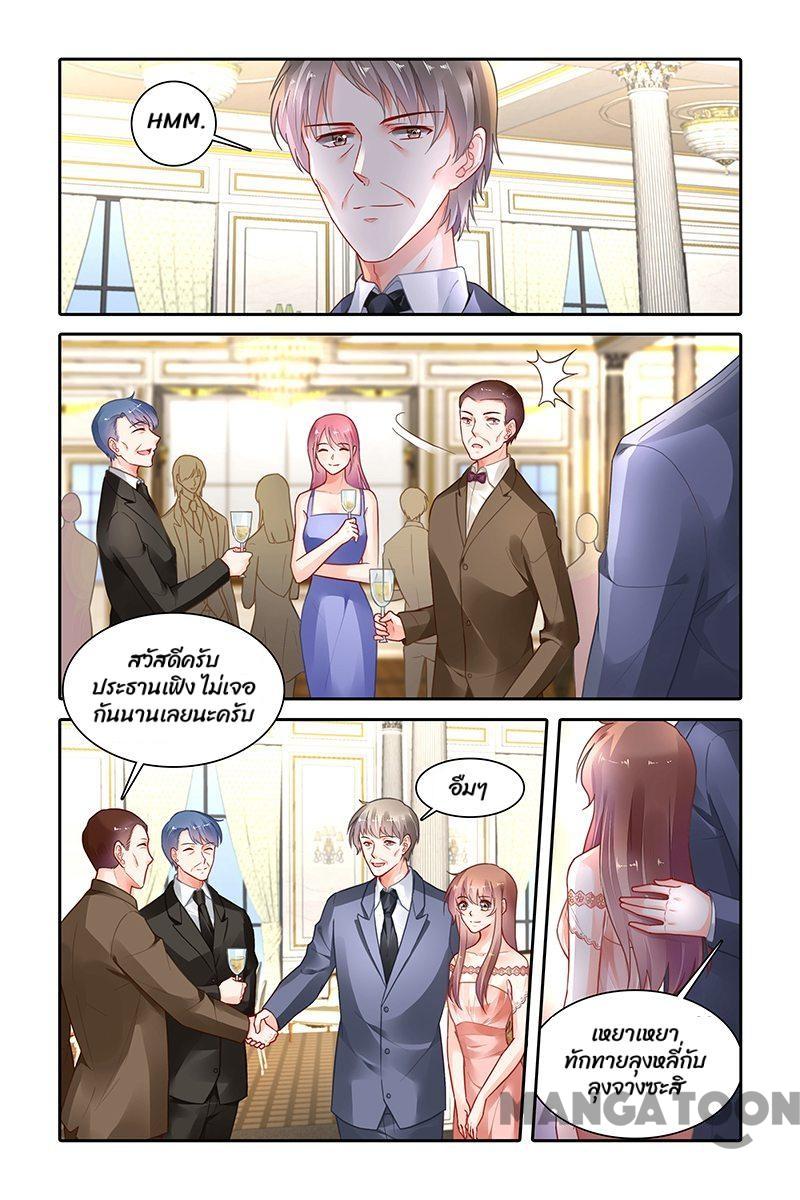 HMM.
สวัสดีครับ
ประธานเฟิง ไม่เจอ
กันนานเลยนะครับ
อืมๆ
เหยาเหยา
ทักทายลุงหลี่กับ
ลุงจางซะสิ
MANGATOON